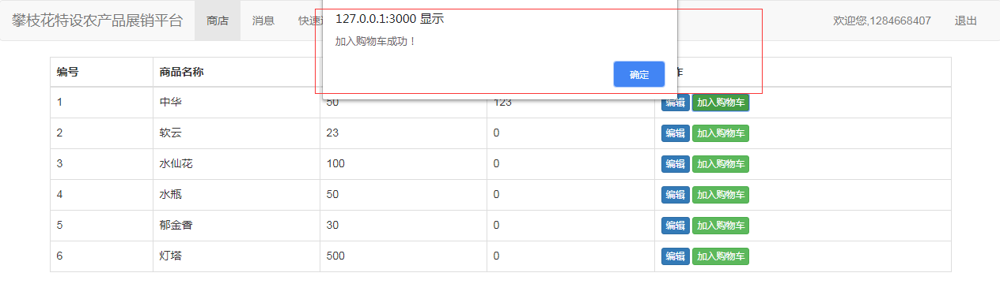 攀枝花特设农产品展销平台 商店 消息 快速 欢迎您,1284668407 退出
127.0.0.1:3000 显示
加入购物车成功！
确定
编号 商品名称 作
1 中华 50 123 编辑 加入购物车
2 软云 23 0 编辑 加入购物车
3 水仙花 100 0 编辑 加入购物车
4 水瓶 50 0 编辑 加入购物车
5 郁金香 30 0 编辑 加入购物车
6 灯塔 500 0 编辑 加入购物车